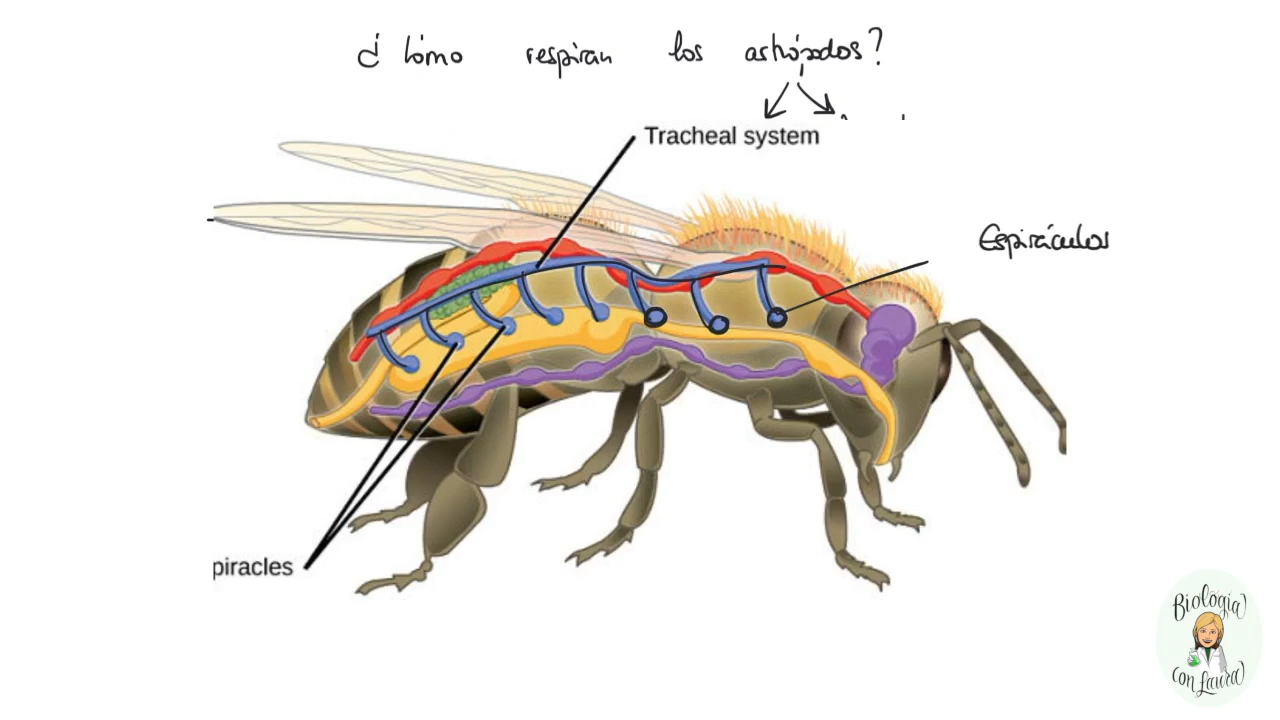 ¿ Cómo respiran los artrópodos?
Tracheal system
Espiráculos
piracles
Biología
con Laura